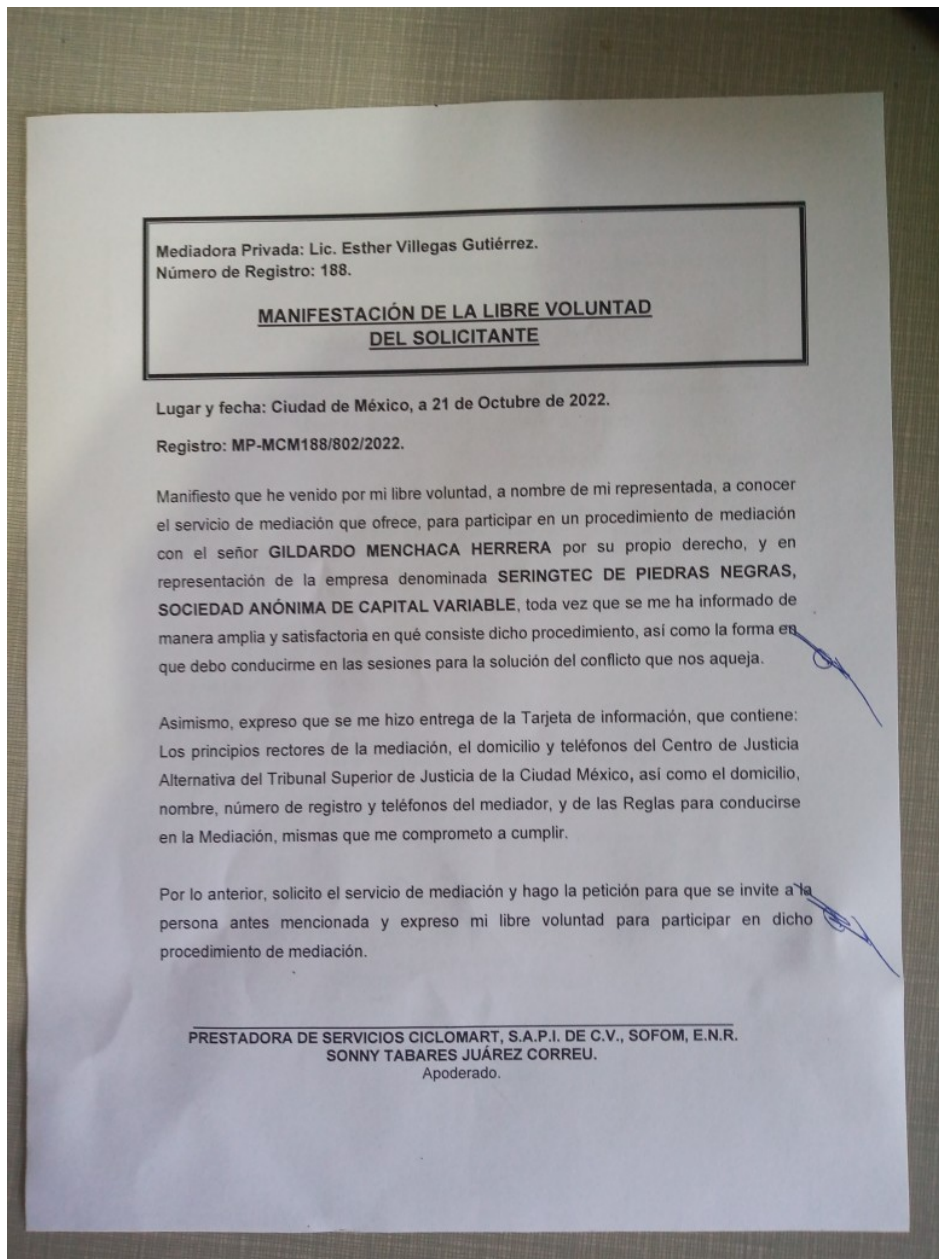 Mediadora Privada: Lic. Esther Villegas Gutiérrez.
Número de Registro: 188.
MANIFESTACIÓN DE LA LIBRE VOLUNTAD
DEL SOLICITANTE
Lugar y fecha: Ciudad de México, a 21 de Octubre de 2022.
Registro: MP-MCM188/802/2022.
Manifiesto que he venido por mi libre voluntad, a nombre de mi representada, a conocer
el servicio de mediación que ofrece, para participar en un procedimiento de mediación
con el señor GILDARDO MENCHACA HERRERA por su propio derecho, y en
representación de la empresa denominada SERINGTEC DE PIEDRAS NEGRAS,
SOCIEDAD ANÓNIMA DE CAPITAL VARIABLE, toda vez que se me ha informado de
manera amplia y satisfactoria en qué consiste dicho procedimiento, así como la forma en
que debo conducirme en las sesiones para la solución del conflicto que nos aqueja.
Asimismo, expreso que se me hizo entrega de la Tarjeta de información, que contiene:
Los principios rectores de la mediación, el domicilio y teléfonos del Centro de Justicia
Alternativa del Tribunal Superior de Justicia de la Ciudad México, así como el domicilio,
nombre, número de registro y teléfonos del mediador, y de las Reglas para conducirse
en la Mediación, mismas que me comprometo a cumplir.
Por lo anterior, solicito el servicio de mediación y hago la petición para que se invite a la
persona antes mencionada y expreso mi libre voluntad para participar en dicho
procedimiento de mediación.
PRESTADORA DE SERVICIOS CICLOMART, S.A.P.I. DE C.V., SOFOM, E.N.R.
SONNY TABARES JUÁREZ CORREU.
Apoderado.